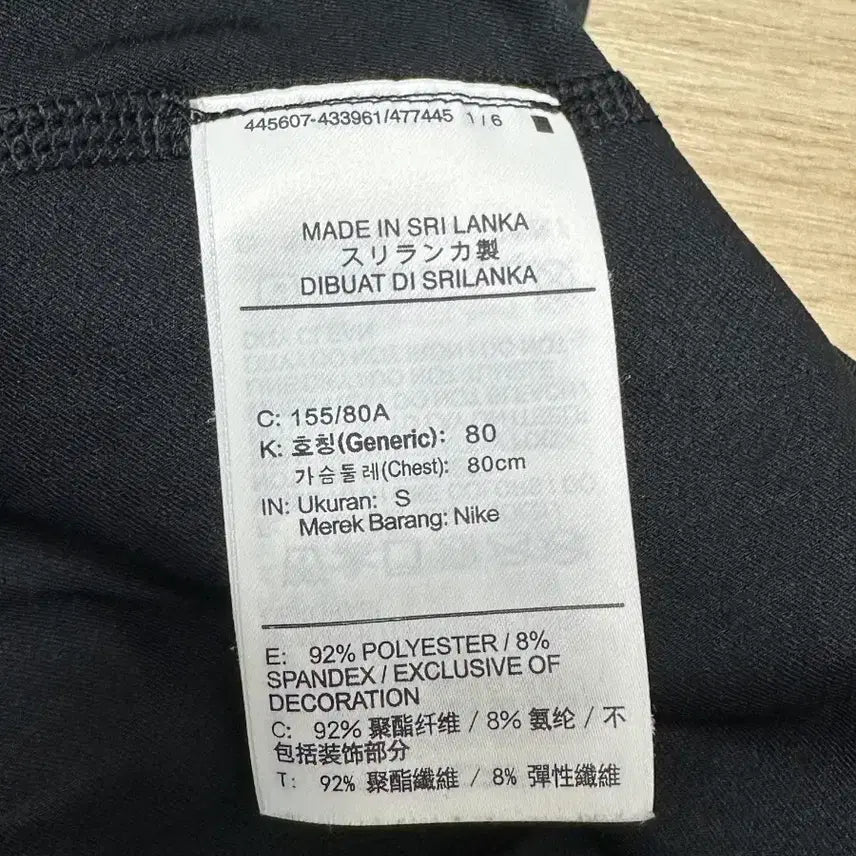 445607-433961/477445 1/6
MADE IN SRI LANKA
スリランカ製
DIBUAT DI SRILANKA
C: 155/80A
K: 호칭(Generic): 80
가슴둘레(Chest): 80cm
IN: Ukuran: S
Merek Barang: Nike
E: 92% POLYESTER / 8%
SPANDEX / EXCLUSIVE OF
DECORATION
C: 92% 聚酯纤维 / 8% 氨纶 / 不
包括装饰部分
T: 92% 聚酯纖維 / 8% 彈性纖維